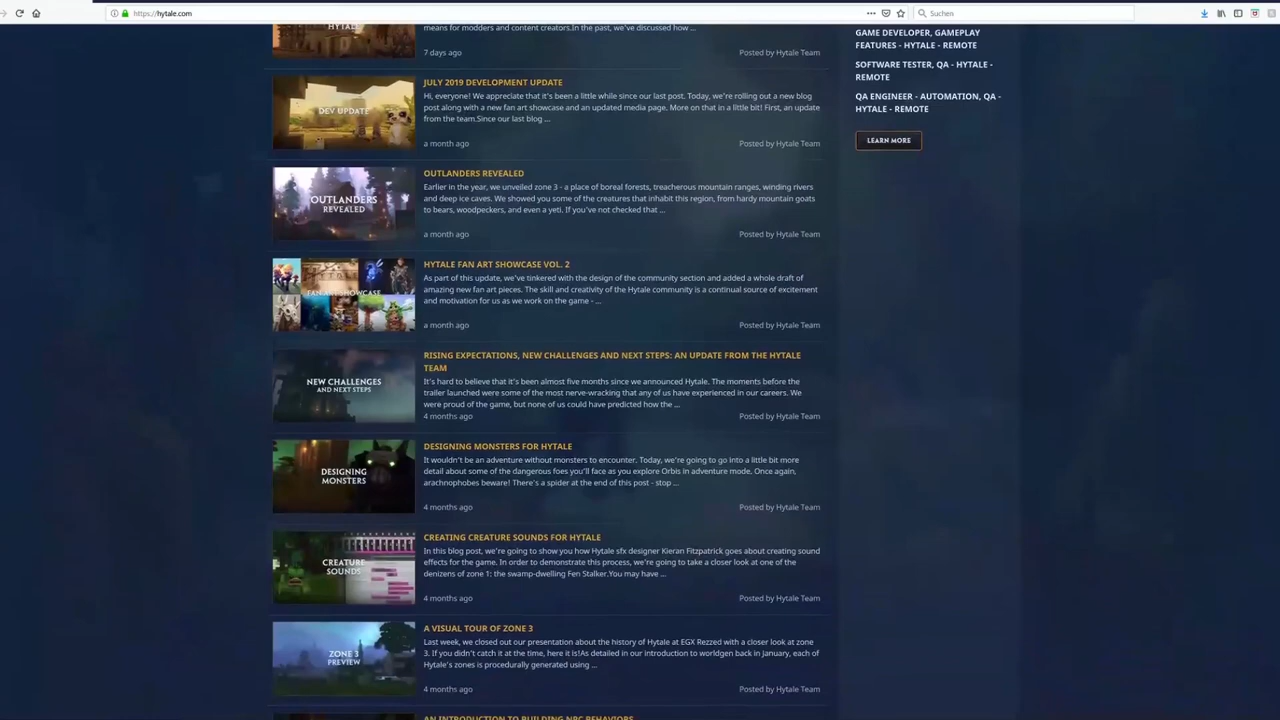 https://hytale.com
Suchen
HYTALE
means for modders and content creators.In the past, we've discussed how ...
7 days ago
Posted by Hytale Team
DEV UPDATE
JULY 2019 DEVELOPMENT UPDATE
Hi, everyone! We appreciate that it's been a little while since our last post. Today, we're rolling out a new blog
post along with a new fan art showcase and an updated media page. More on that in a little bit! First, an update
from the team.Since our last blog ...
a month ago
Posted by Hytale Team
OUTLANDERS
REVEALED
OUTLANDERS REVEALED
Earlier in the year, we unveiled zone 3 - a place of boreal forests, treacherous mountain ranges, winding rivers
and deep ice caves. We showed you some of the creatures that inhabit this region, from hardy mountain goats
to bears, woodpeckers, and even a yeti. If you've not checked that ...
a month ago
Posted by Hytale Team
FAN ART SHOWCASE
HYTALE FAN ART SHOWCASE VOL. 2
As part of this update, we've tinkered with the design of the community section and added a whole draft of
amazing new fan art pieces. The skill and creativity of the Hytale community is a continual source of excitement
and motivation for us as we work on the game - ...
a month ago
Posted by Hytale Team
NEW CHALLENGES
AND NEXT STEPS
RISING EXPECTATIONS, NEW CHALLENGES AND NEXT STEPS: AN UPDATE FROM THE HYTALE
TEAM
It's hard to believe that it's been almost five months since we announced Hytale. The moments before the
trailer launched were some of the most nerve-wracking that any of us have experienced in our careers. We
were proud of the game, but none of us could have predicted how the ...
4 months ago
Posted by Hytale Team
DESIGNING
MONSTERS
DESIGNING MONSTERS FOR HYTALE
It wouldn't be an adventure without monsters to encounter. Today, we're going to go into a little bit more
detail about some of the dangerous foes you'll face as you explore Orbis in adventure mode. Once again,
arachnophobes beware! There's a spider at the end of this post - stop ...
4 months ago
Posted by Hytale Team
CREATURE
SOUNDS
CREATING CREATURE SOUNDS FOR HYTALE
In this blog post, we're going to show you how Hytale sfx designer Kieran Fitzpatrick goes about creating sound
effects for the game. In order to demonstrate this process, we're going to take a closer look at one of the
denizens of zone 1: the swamp-dwelling Fen Stalker.You may have ...
4 months ago
Posted by Hytale Team
ZONE 3
PREVIEW
A VISUAL TOUR OF ZONE 3
Last week, we closed out our presentation about the history of Hytale at EGX Rezzed with a closer look at zone
3. If you didn't catch it at the time, here it is!As detailed in our introduction to worldgen back in January, each of
Hytale's zones is procedurally generated using ...
4 months ago
Posted by Hytale Team
AN INTRODUCTION TO BUILDING NPC BEHAVIORS
GAME DEVELOPER, GAMEPLAY
FEATURES - HYTALE - REMOTE
SOFTWARE TESTER, QA - HYTALE -
REMOTE
QA ENGINEER - AUTOMATION, QA -
HYTALE - REMOTE
LEARN MORE